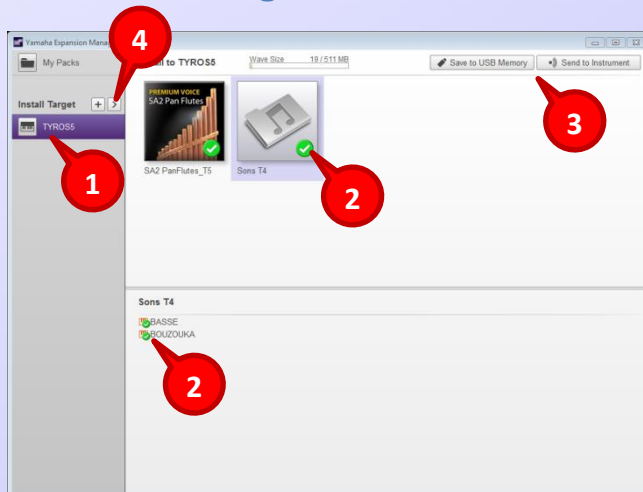 Yamaha Expansion Mana
4
My Packs
ll to TYROS5
Wave Size 19 / 511 MB
Save to USB Memory
Send to Instrument
Install Target
TYROS5
1
PREMIUM VOICE
SA2 Pan Flutes
SA2 PanFlutes_T5
Sons T4
2
3
Sons T4
BASSE
BOUZOUKA
2